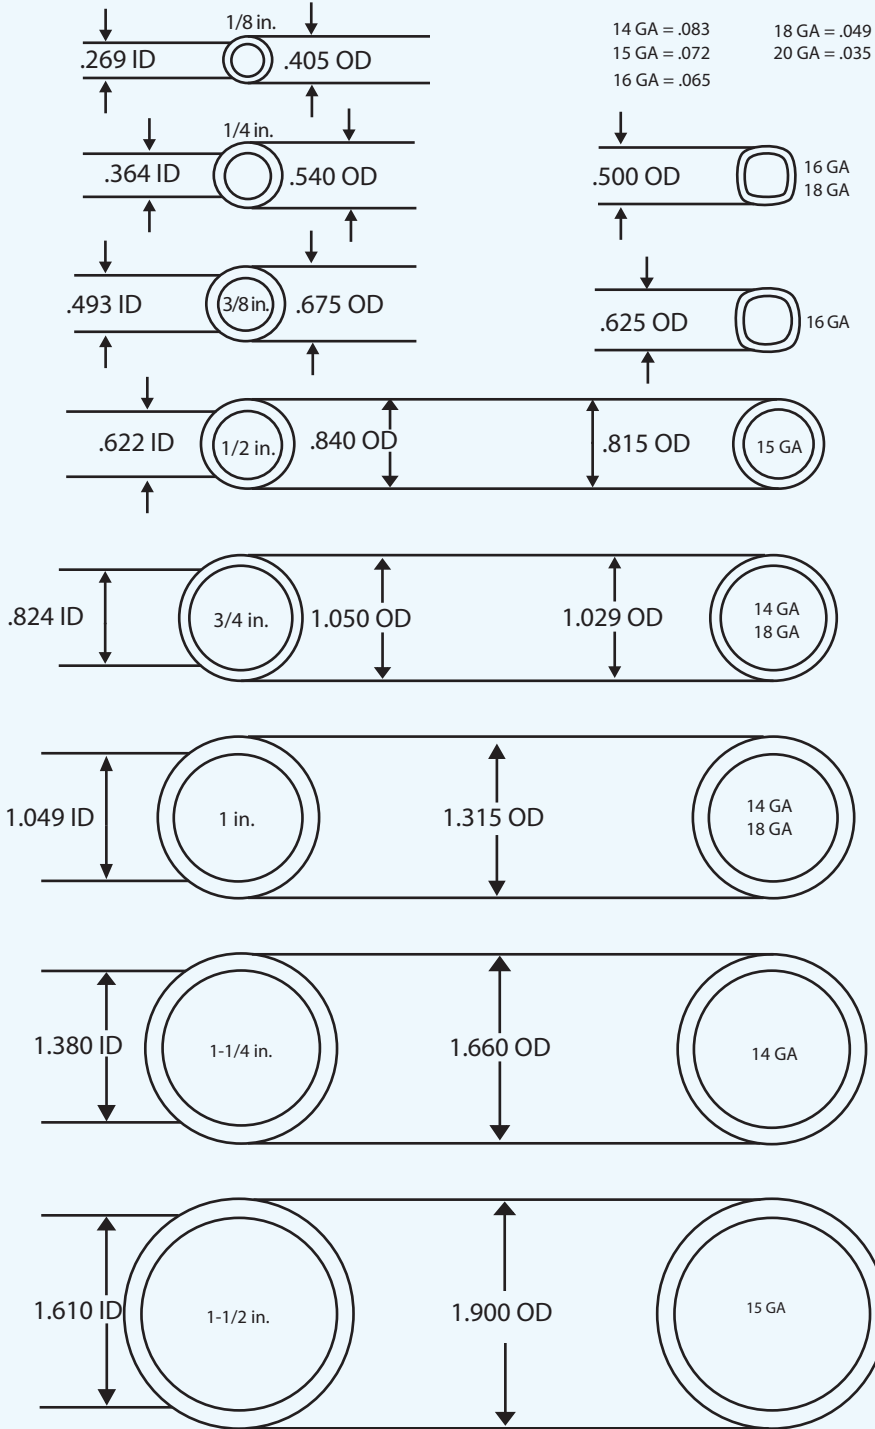 1/8 in.
.269 ID
.405 OD
14 GA = .083
18 GA = .049
15 GA = .072
20 GA = .035
16 GA = .065
1/4 in.
.364 ID
.540 OD
.500 OD
16 GA
18 GA
.493 ID
3/8 in.
.675 OD
.625 OD
16 GA
.622 ID
1/2 in.
.840 OD
.815 OD
15 GA
.824 ID
3/4 in.
1.050 OD
1.029 OD
14 GA
18 GA
1.049 ID
1 in.
1.315 OD
14 GA
18 GA
1.380 ID
1-1/4 in.
1.660 OD
14 GA
1.610 ID
1-1/2 in.
1.900 OD
15 GA